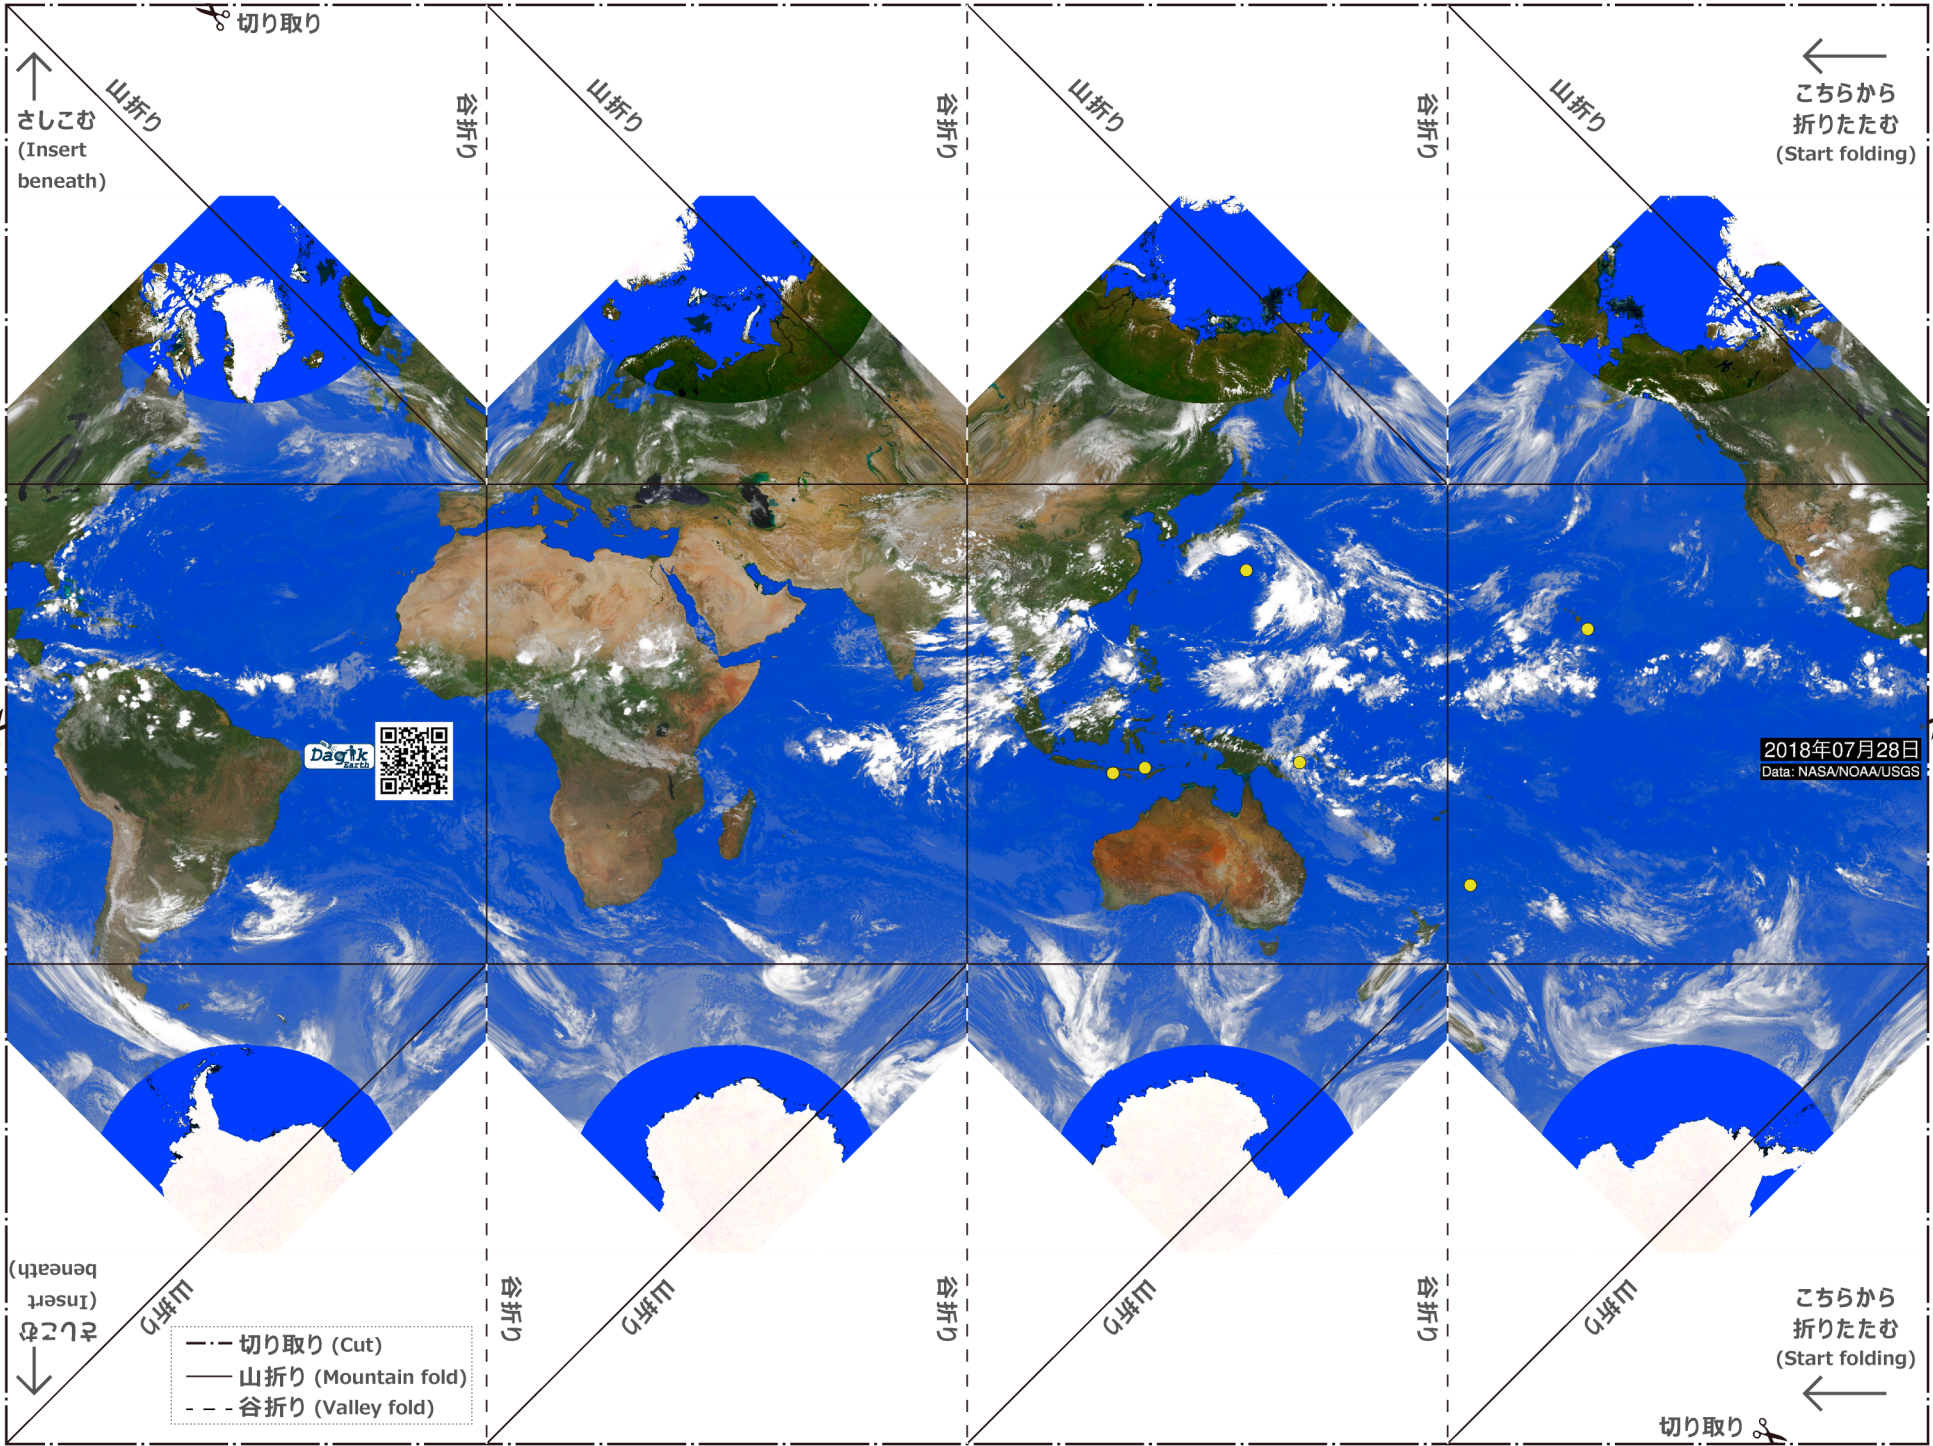 切り取り
さしこむ
(Insert
beneath)
山折り
谷折り
山折り
谷折り
山折り
谷折り
山折り
こちらから
折りたたむ
(Start folding)
Dagik
Earth
2018年07月28日
Data: NASA/NOAA/USGS
さしこむ
(Insert
beneath)
山折り
谷折り
山折り
谷折り
山折り
谷折り
山折り
こちらから
折りたたむ
(Start folding)
切り取り (Cut)
山折り (Mountain fold)
谷折り (Valley fold)
切り取り